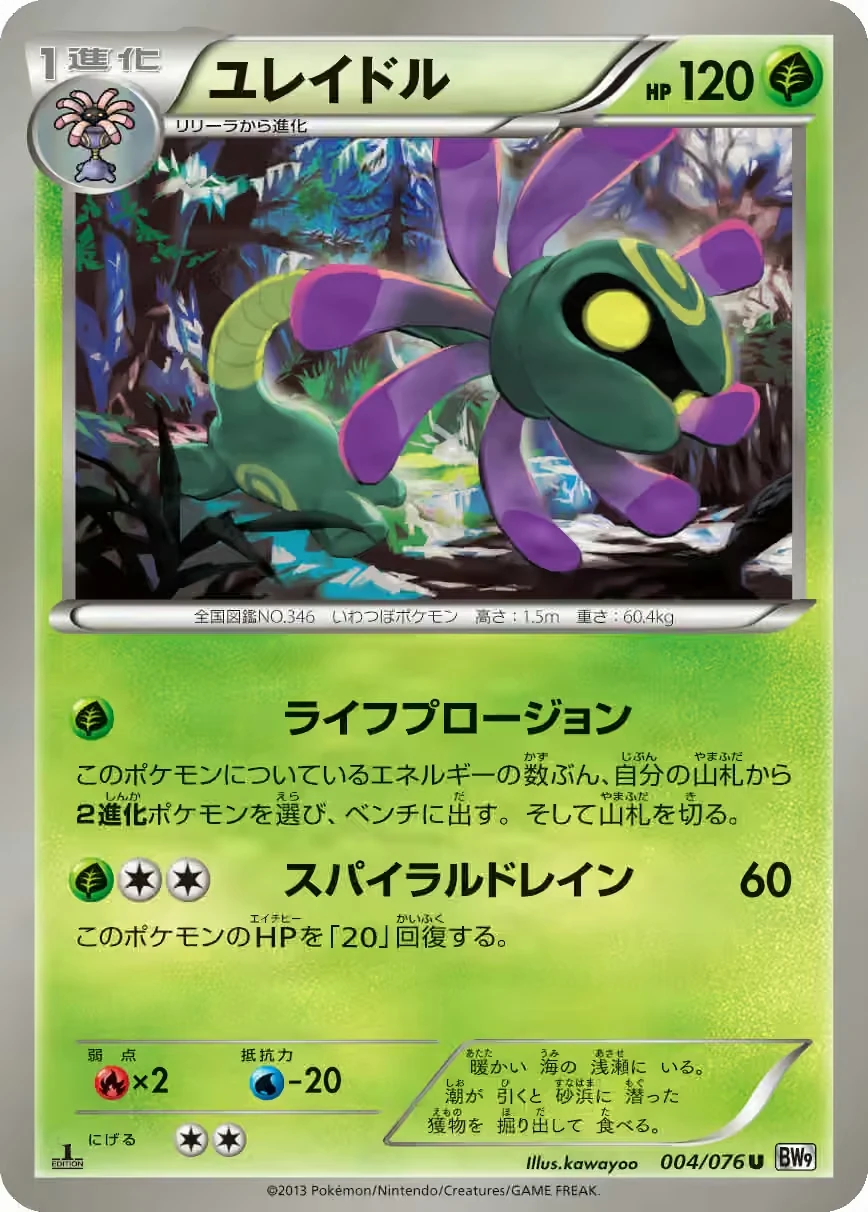 1進化
ユレイドル
HP 120
リリーラから進化
全国図鑑NO.346 いわつぼポケモン 高さ:1.5m 重さ:60.4kg
ライフプロージョン
このポケモンについているエネルギーの数ぶん、自分の山札から
2進化ポケモンを選び、ベンチに出す。そして山札を切る。
スパイラルドレイン 60
このポケモンのHPを「20」回復する。
弱点 抵抗力
×2 -20
にげる
暖かい 海の 浅瀬に いる。
潮が 引くと 砂浜に 潜った
獲物を 掘り出して 食べる。
1 EDITION
Illus.kawayoo 004/076 U BW9
©2013 Pokémon/Nintendo/Creatures/GAME FREAK.